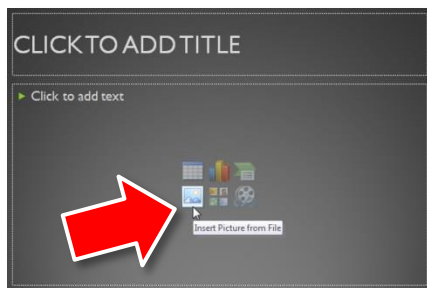 CLICK TO ADD TITLE
Click to add text
Insert Picture from File